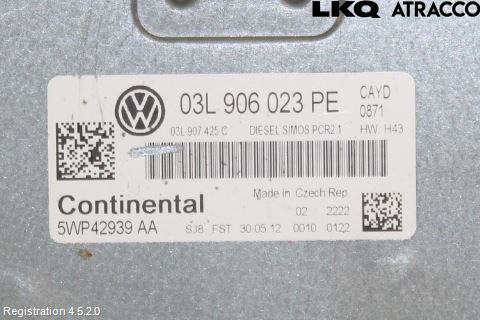 LKQ ATRACCO
03L 906 023 PE
CAYD
0871
03L 907 425 C DIESEL SIMOS PCR2.1 HW: H43
Continental
Made in Czech Rep.
02 2222
5WP42939 AA SJ8 FST 30.05.12 0010 0122
Registration 4.5.2.0